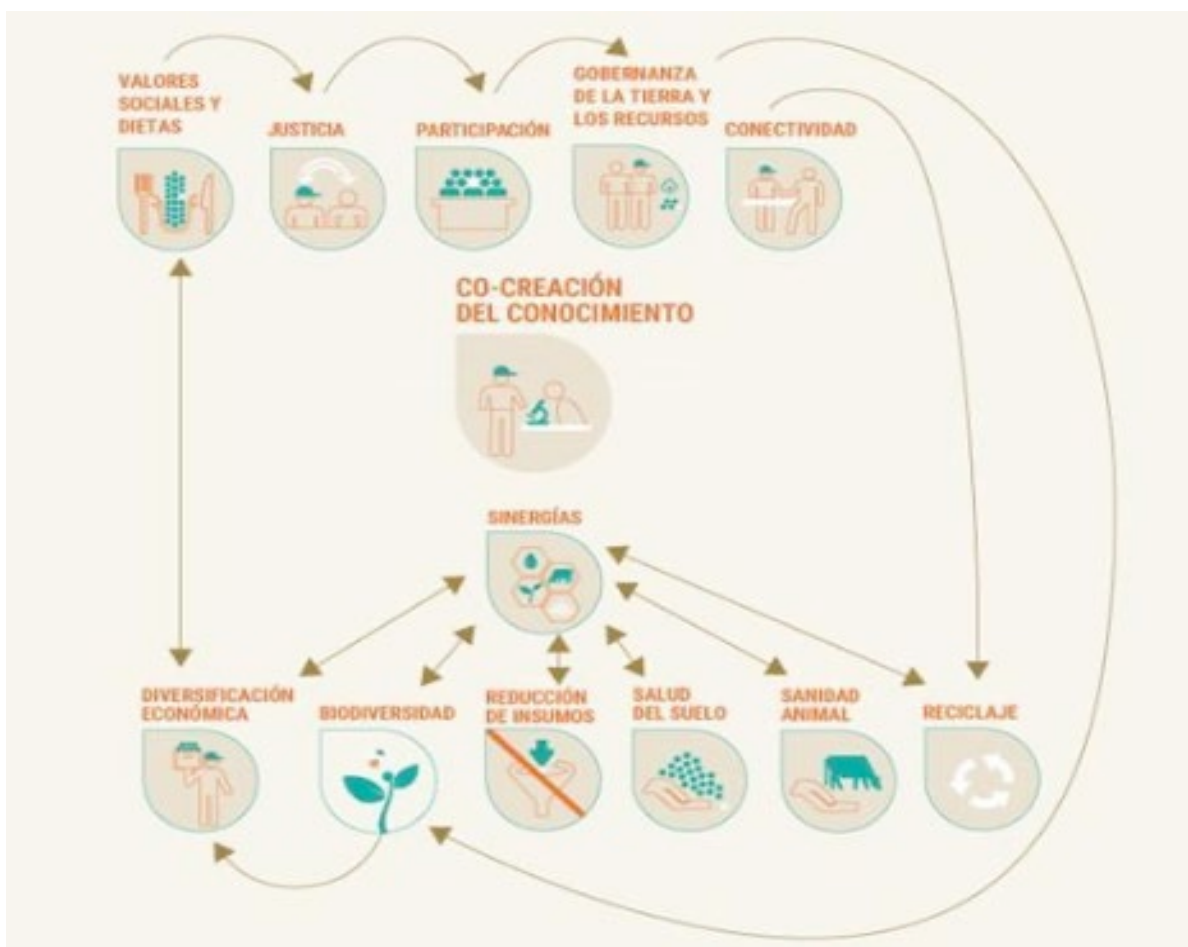 VALORES
SOCIALES Y
DIETAS
JUSTICIA
PARTICIPACIÓN
GOBERNANZA
DE LA TIERRA Y
LOS RECURSOS
CONECTIVIDAD
CO-CREACIÓN
DEL CONOCIMIENTO
SINERGÍAS
DIVERSIFICACIÓN
ECONÓMICA
BIODIVERSIDAD
REDUCCIÓN
DE INSUMOS
SALUD
DEL SUELO
SANIDAD
ANIMAL
RECICLAJE